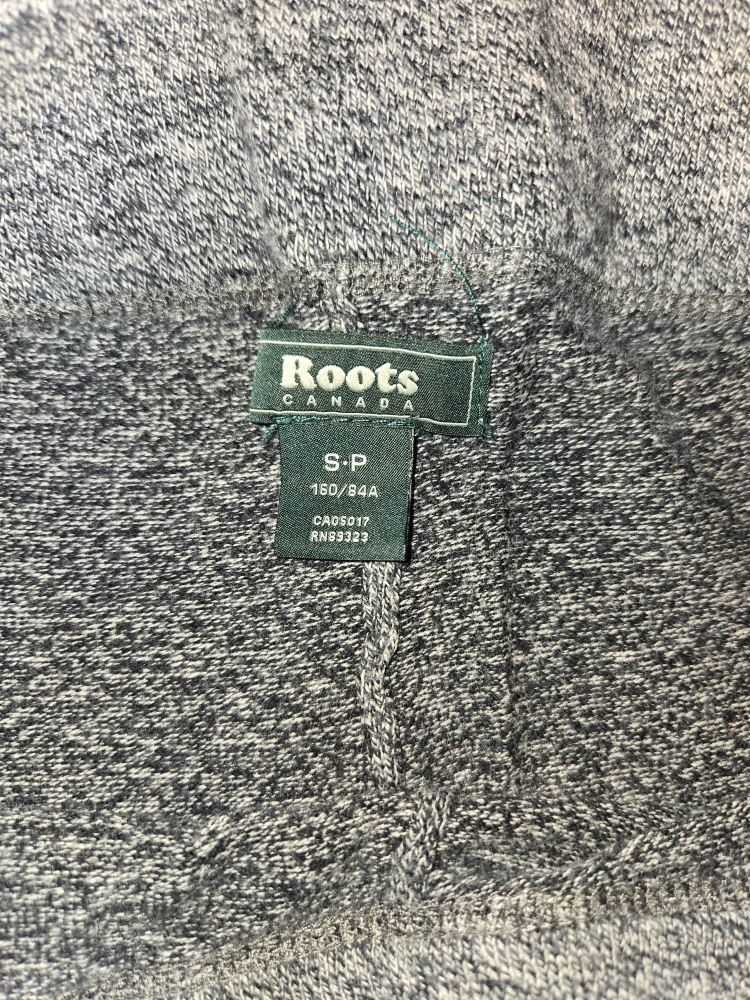 Roots
CANADA
S·P
160/84A
CA05017
RN89323